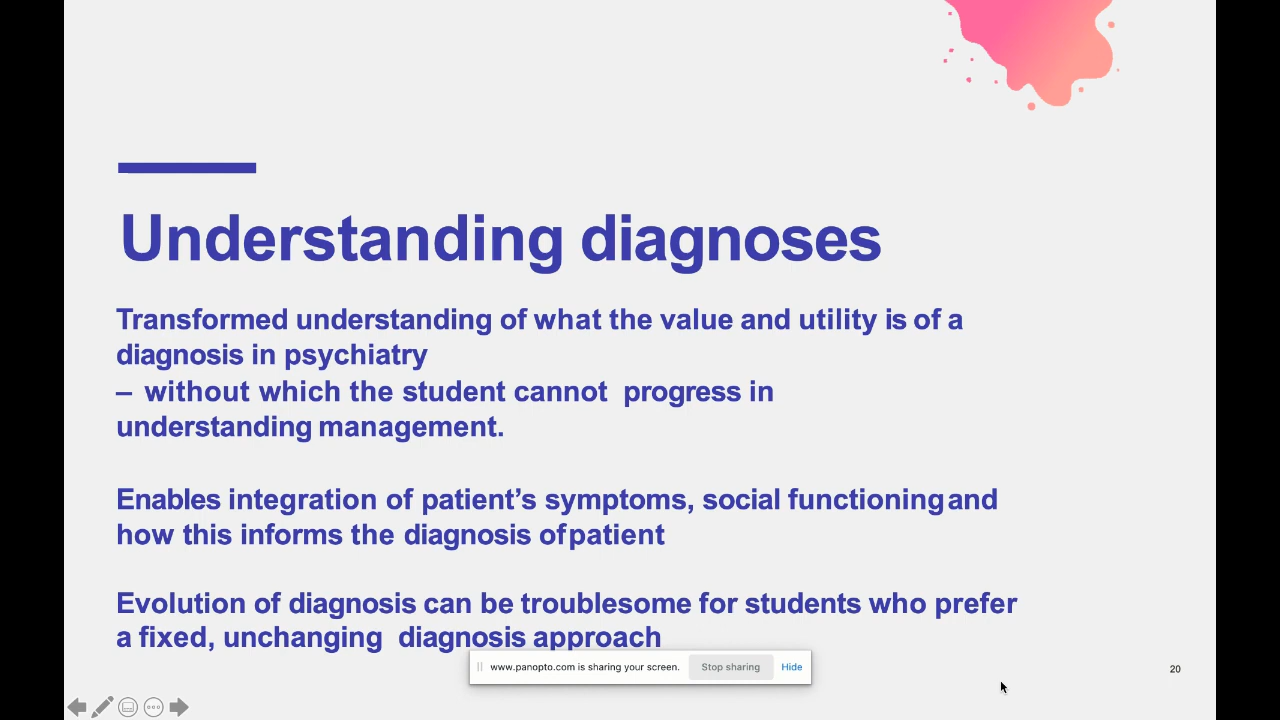 Understanding diagnoses
Transformed understanding of what the value and utility is of a
diagnosis in psychiatry
– without which the student cannot progress in
understanding management.
Enables integration of patient’s symptoms, social functioning and
how this informs the diagnosis of patient
Evolution of diagnosis can be troublesome for students who prefer
a fixed, unchanging diagnosis approach
www.panopto.com is sharing your screen. Stop sharing Hide
20